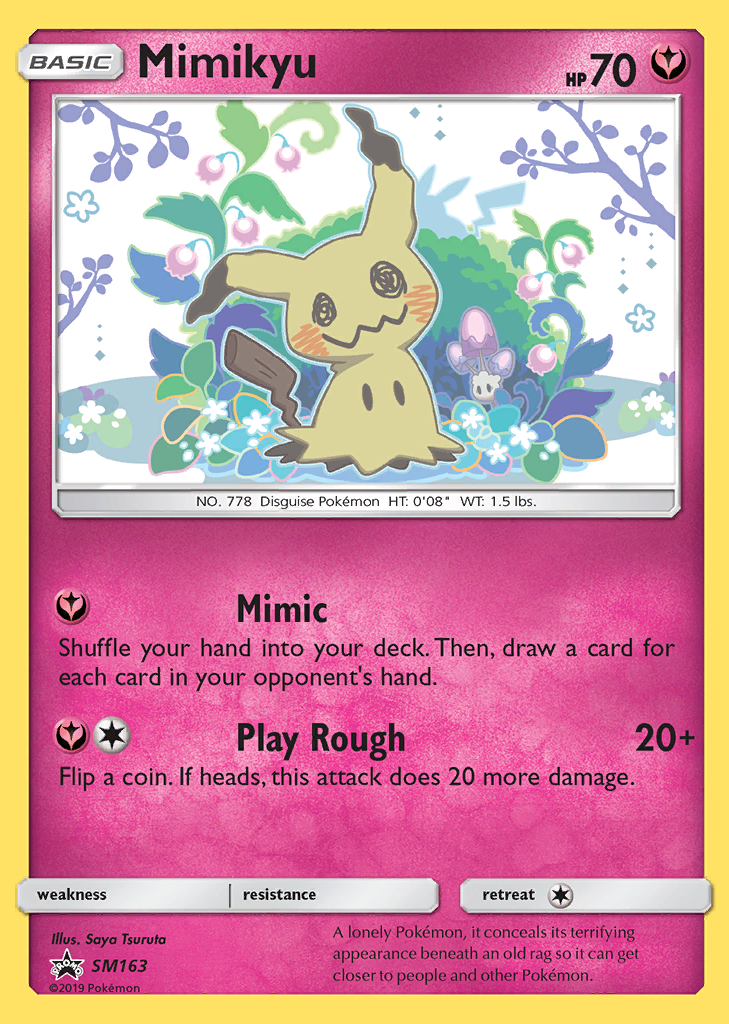 BASIC Mimikyu HP 70
NO. 778 Disguise Pokémon HT: 0'08" WT: 1.5 lbs.
Mimic
Shuffle your hand into your deck. Then, draw a card for
each card in your opponent's hand.
Play Rough 20+
Flip a coin. If heads, this attack does 20 more damage.
weakness resistance retreat
Illus. Saya Tsuruta
PROMO SM163
©2019 Pokémon
A lonely Pokémon, it conceals its terrifying
appearance beneath an old rag so it can get
closer to people and other Pokémon.